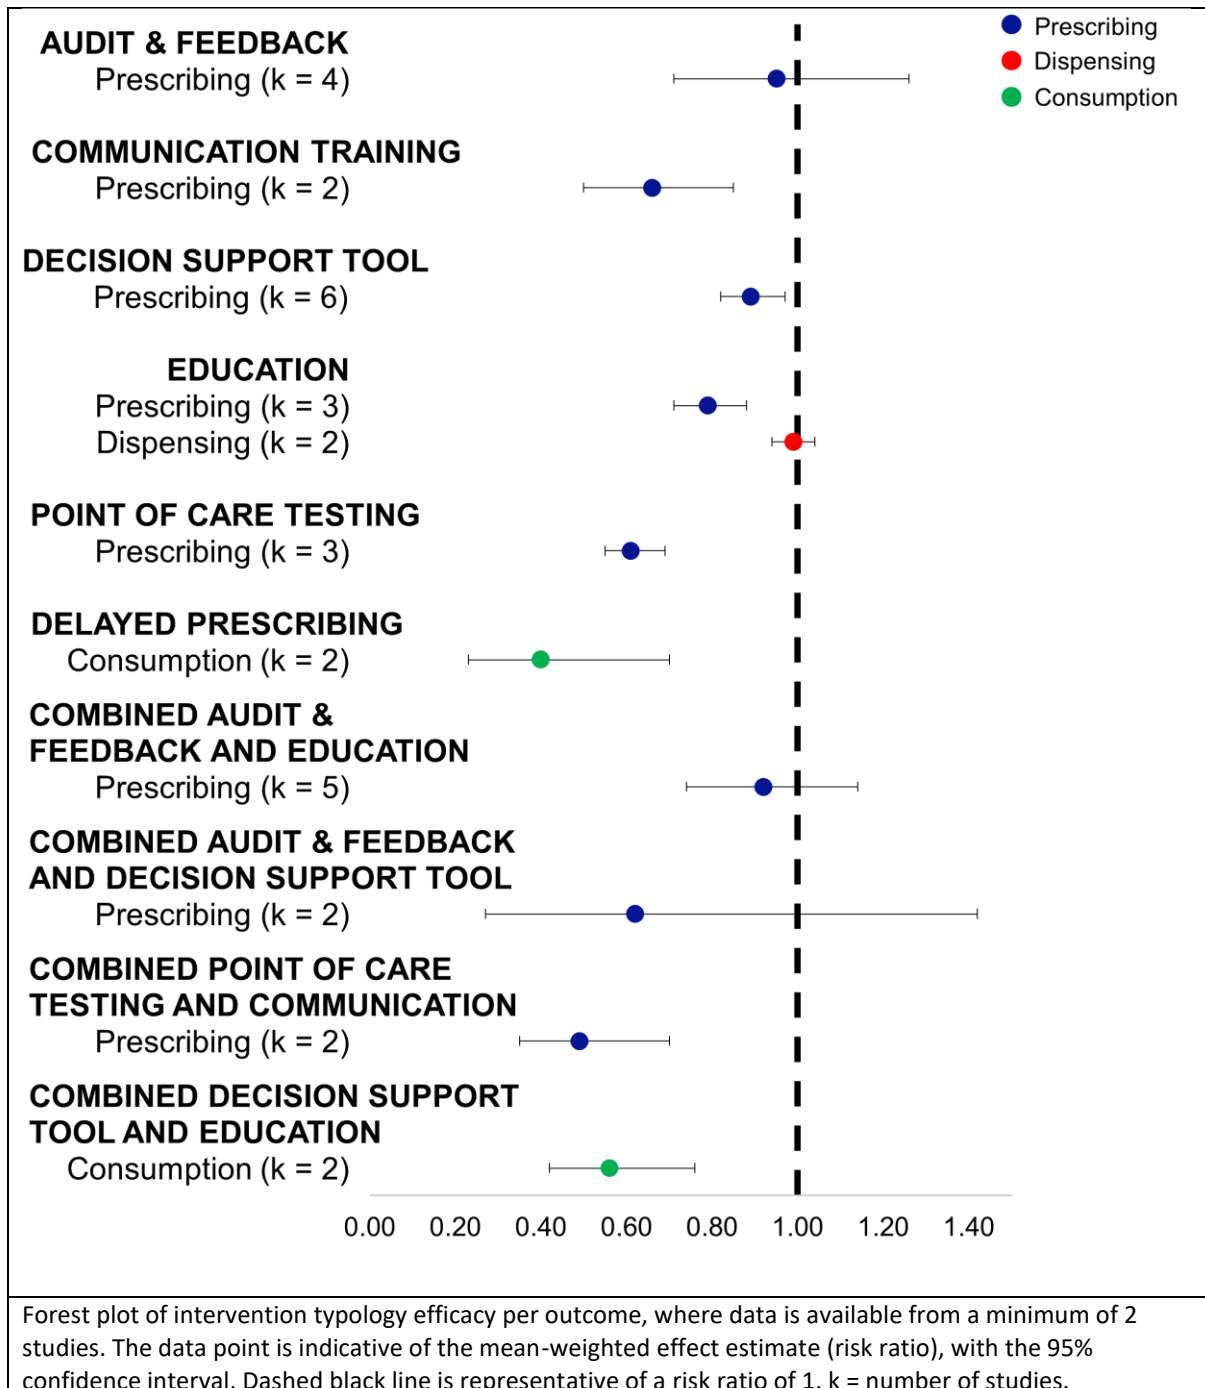 AUDIT & FEEDBACK
Prescribing (k = 4)
Prescribing
Dispensing
Consumption
COMMUNICATION TRAINING
Prescribing (k = 2)
DECISION SUPPORT TOOL
Prescribing (k = 6)
EDUCATION
Prescribing (k = 3)
Dispensing (k = 2)
POINT OF CARE TESTING
Prescribing (k = 3)
DELAYED PRESCRIBING
Consumption (k = 2)
COMBINED AUDIT &
FEEDBACK AND EDUCATION
Prescribing (k = 5)
COMBINED AUDIT & FEEDBACK
AND DECISION SUPPORT TOOL
Prescribing (k = 2)
COMBINED POINT OF CARE
TESTING AND COMMUNICATION
Prescribing (k = 2)
COMBINED DECISION SUPPORT
TOOL AND EDUCATION
Consumption (k = 2)
0.00 0.20 0.40 0.60 0.80 1.00 1.20 1.40
Forest plot of intervention typology efficacy per outcome, where data is available from a minimum of 2
studies. The data point is indicative of the mean-weighted effect estimate (risk ratio), with the 95%
confidence interval. Dashed black line is representative of a risk ratio of 1. k = number of studies.